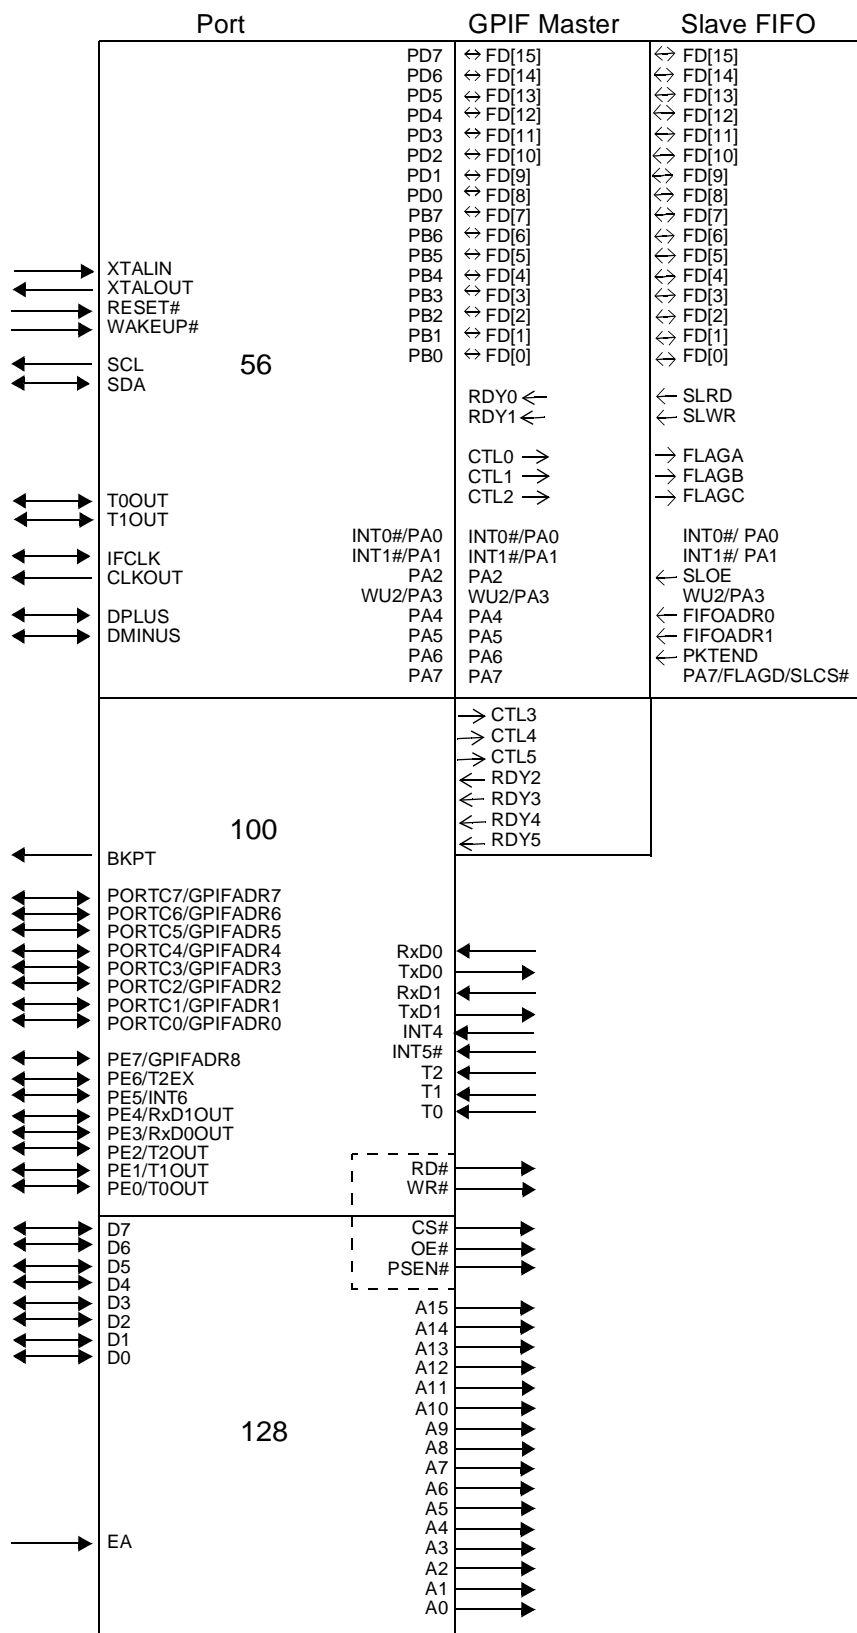 Port GPIF Master Slave FIFO
PD7 FD[15] FD[15]
PD6 FD[14] FD[14]
PD5 FD[13] FD[13]
PD4 FD[12] FD[12]
PD3 FD[11] FD[11]
PD2 FD[10] FD[10]
PD1 FD[9] FD[9]
PD0 FD[8] FD[8]
PB7 FD[7] FD[7]
PB6 FD[6] FD[6]
PB5 FD[5] FD[5]
XTALIN PB4 FD[4] FD[4]
XTALOUT PB3 FD[3] FD[3]
RESET# PB2 FD[2] FD[2]
WAKEUP# PB1 FD[1] FD[1]
SCL 56 PB0 FD[0] FD[0]
SDA
RDY0 SLRD
RDY1 SLWR
CTL0 FLAGA
CTL1 FLAGB
T0OUT CTL2 FLAGC
T1OUT
INT0#/PA0 INT0#/PA0 INT0#/ PA0
IFCLK INT1#/PA1 INT1#/PA1 INT1#/ PA1
CLKOUT PA2 PA2 SLOE
WU2/PA3 WU2/PA3 WU2/PA3
DPLUS PA4 PA4 FIFOADR0
DMINUS PA5 PA5 FIFOADR1
PA6 PA6 PKTEND
PA7 PA7 PA7/FLAGD/SLCS#
CTL3
CTL4
CTL5
RDY2
RDY3
100 RDY4
RDY5
BKPT
PORTC7/GPIFADR7
PORTC6/GPIFADR6
PORTC5/GPIFADR5
PORTC4/GPIFADR4 RxD0
PORTC3/GPIFADR3 TxD0
PORTC2/GPIFADR2 RxD1
PORTC1/GPIFADR1 TxD1
PORTC0/GPIFADR0 INT4
INT5#
PE7/GPIFADR8 T2
PE6/T2EX T1
PE5/INT6 T0
PE4/RxD1OUT
PE3/RxD0OUT
PE2/T2OUT
PE1/T1OUT RD#
PE0/T0OUT WR#
D7 CS#
D6 OE#
D5 PSEN#
D4
D3 A15
D2 A14
D1 A13
D0 A12
A11
A10
128 A9
A8
A7
A6
A5
A4
EA A3
A2
A1
A0